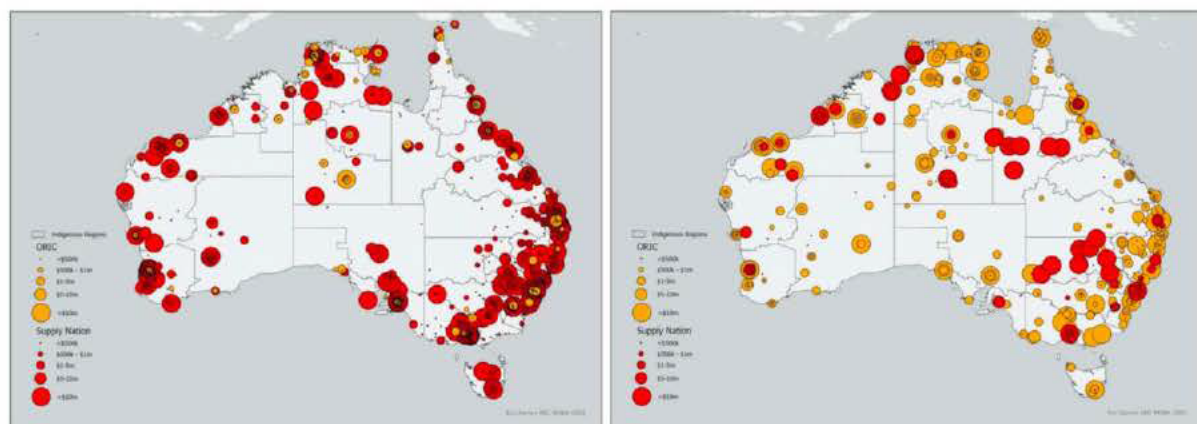 Indigenous Regions
ORIC
<$500k
$500k - $1m
$1-5m
$5-10m
>$10m
Supply Nation
<$500k
$500k - $1m
$1-5m
$5-10m
>$10m
Indigenous Regions
ORIC
<$500k
$500k - $1m
$1-5m
$5-10m
>$10m
Supply Nation
<$500k
$500k - $1m
$1-5m
$5-10m
>$10m